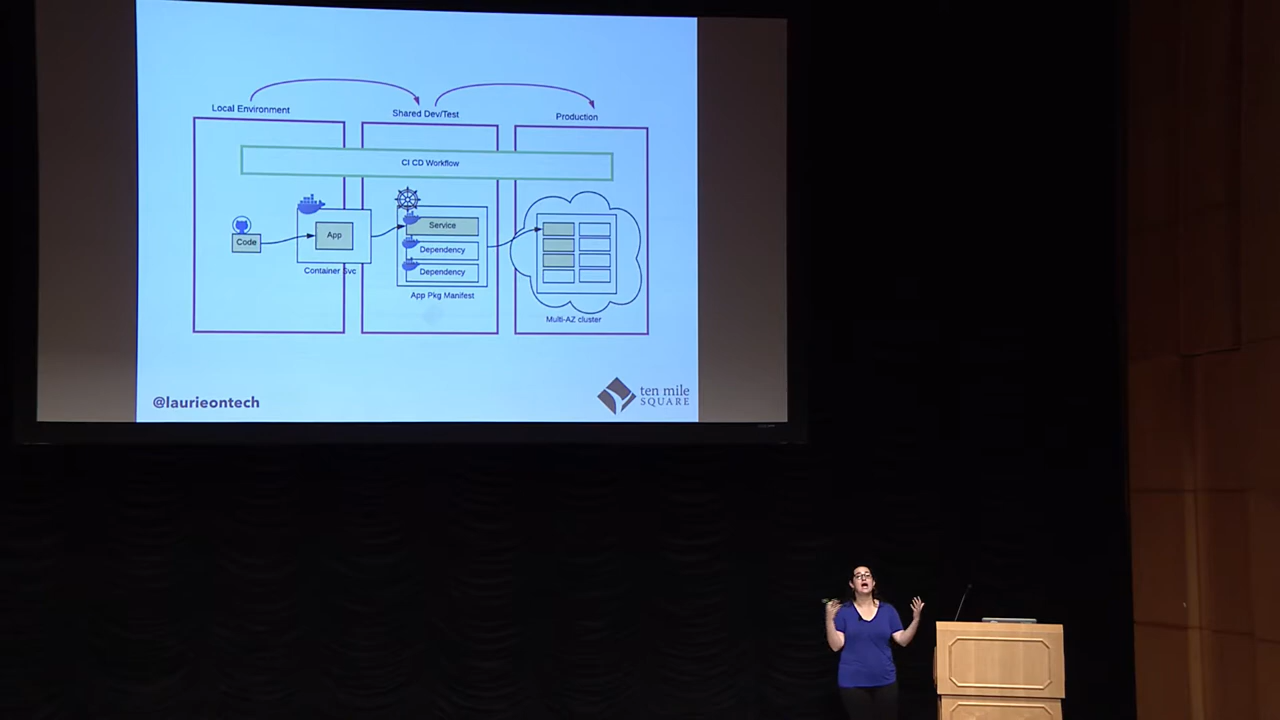 Local Environment
Shared Dev/Test
Production
CI CD Workflow
Code
App
Container Svc
Service
Dependency
Dependency
App Pkg Manifest
Multi-AZ cluster
@laurieontech
ten mile
SQUARE